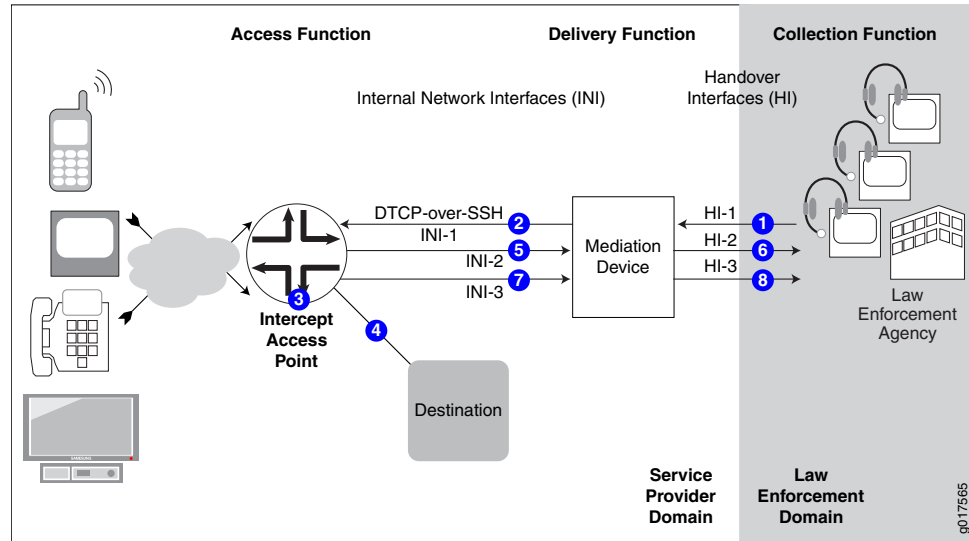 Access Function
Delivery Function
Collection Function
Internal Network Interfaces (INI)
Handover
Interfaces (HI)
DTCP-over-SSH
2
INI-1
5
INI-2
7
INI-3
3
Intercept
Access
Point
4
Destination
Mediation
Device
HI-1
1
HI-2
6
HI-3
8
Law
Enforcement
Agency
SAMSUNG
Service
Provider
Domain
Law
Enforcement
Domain
g017565